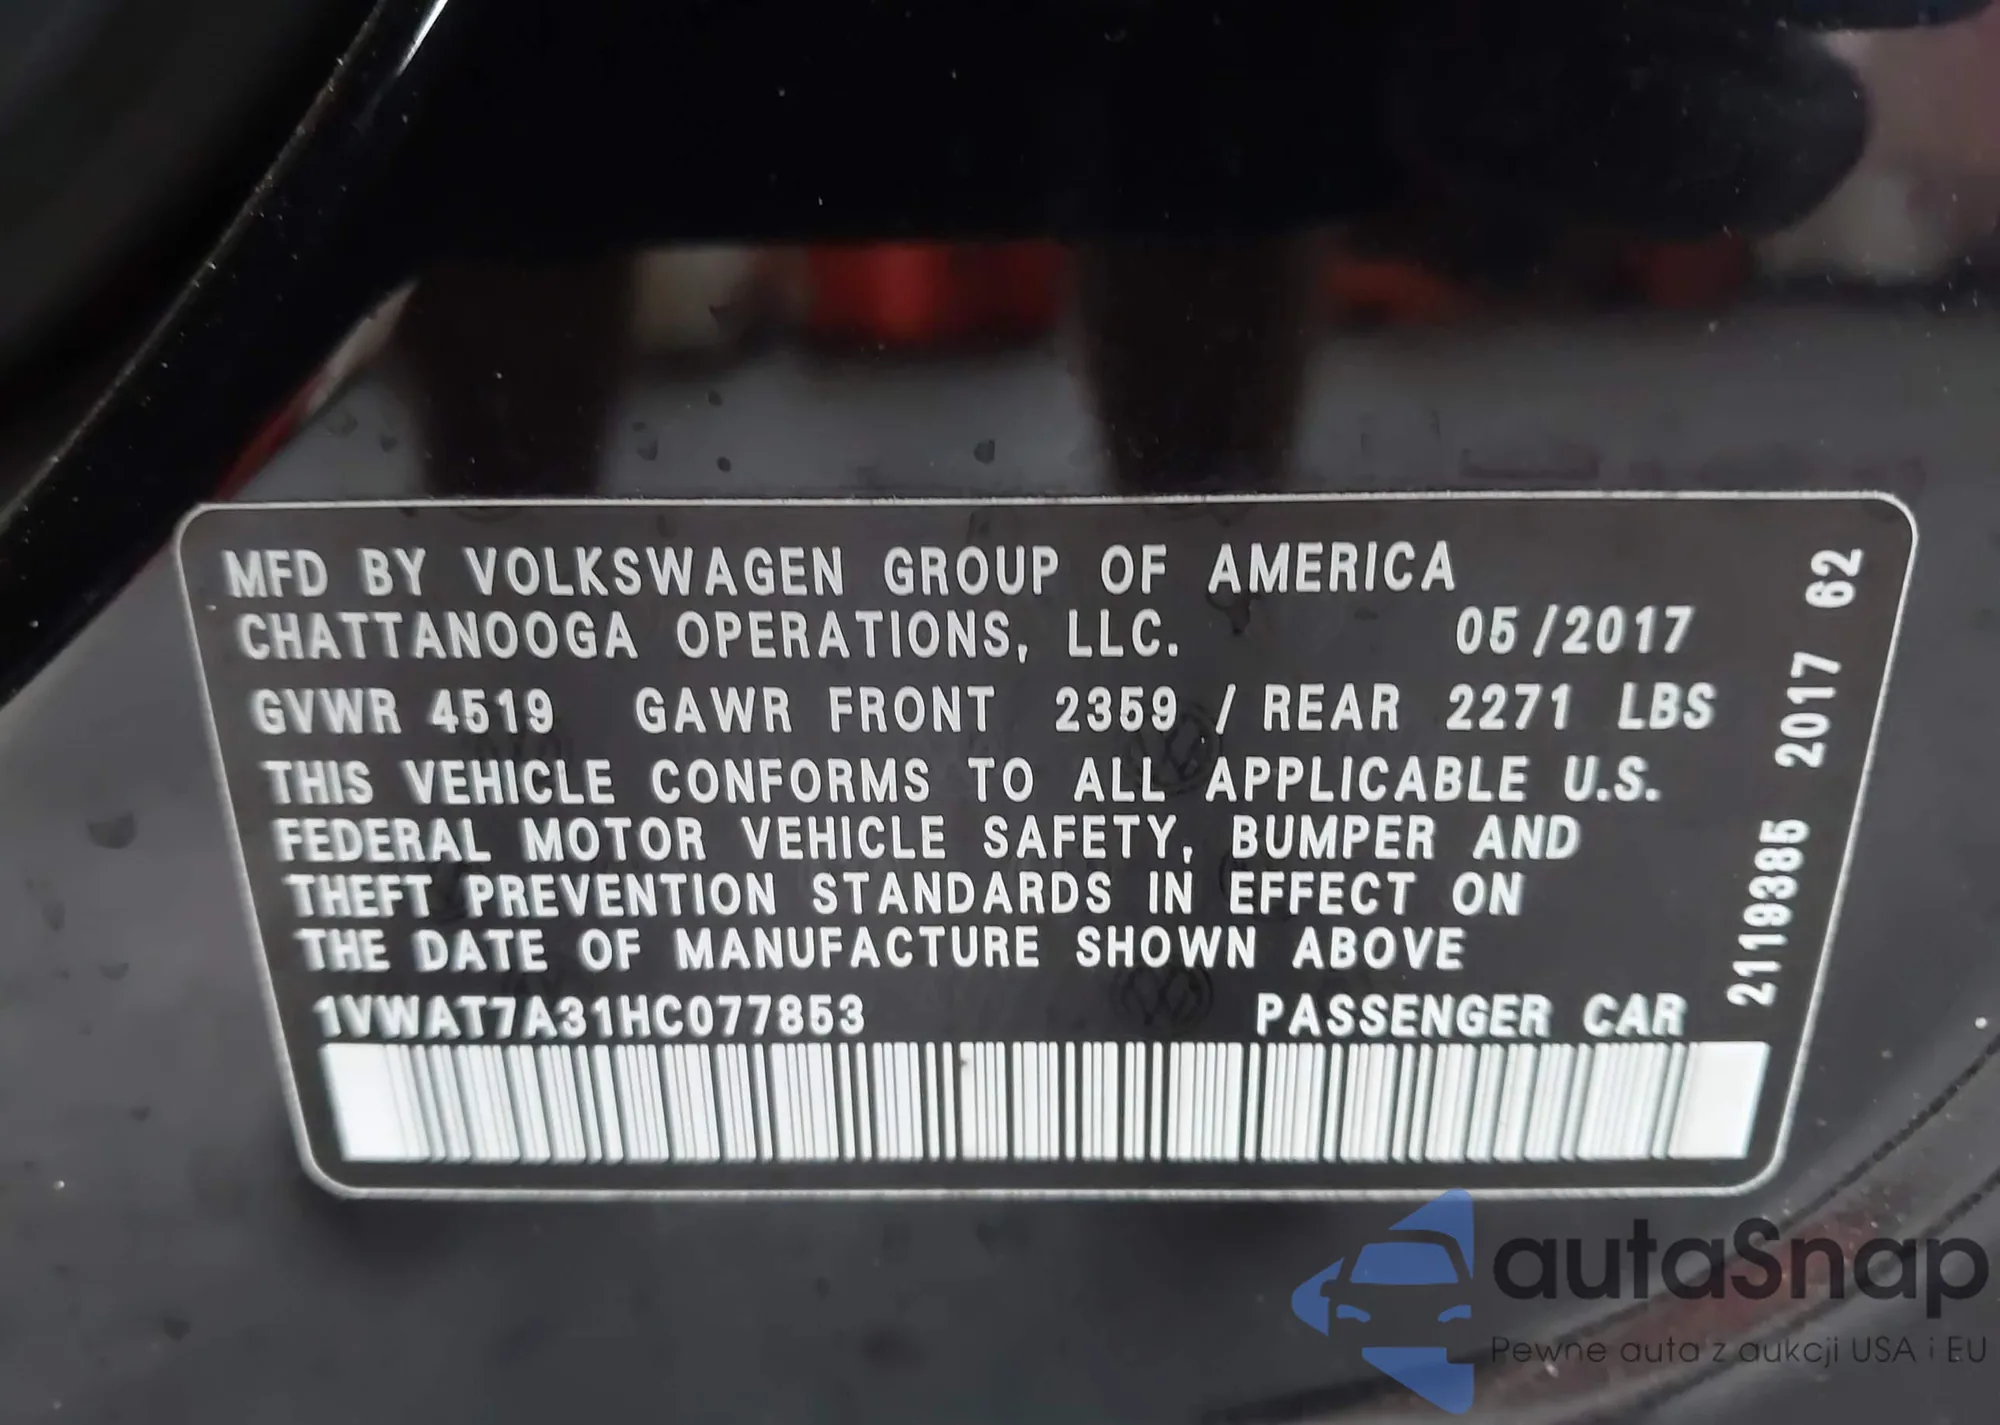 MFD BY VOLKSWAGEN GROUP OF AMERICA
CHATTANOOGA OPERATIONS, LLC. 05/2017
GVWR 4519 GAWR FRONT 2359 / REAR 2271 LBS
THIS VEHICLE CONFORMS TO ALL APPLICABLE U.S.
FEDERAL MOTOR VEHICLE SAFETY, BUMPER AND
THEFT PREVENTION STANDARDS IN EFFECT ON
THE DATE OF MANUFACTURE SHOWN ABOVE
1VWAT7A31HC077853 PASSENGER CAR
2119385 2017 62
autaSnap
Pewne auta z aukcji USA i EU